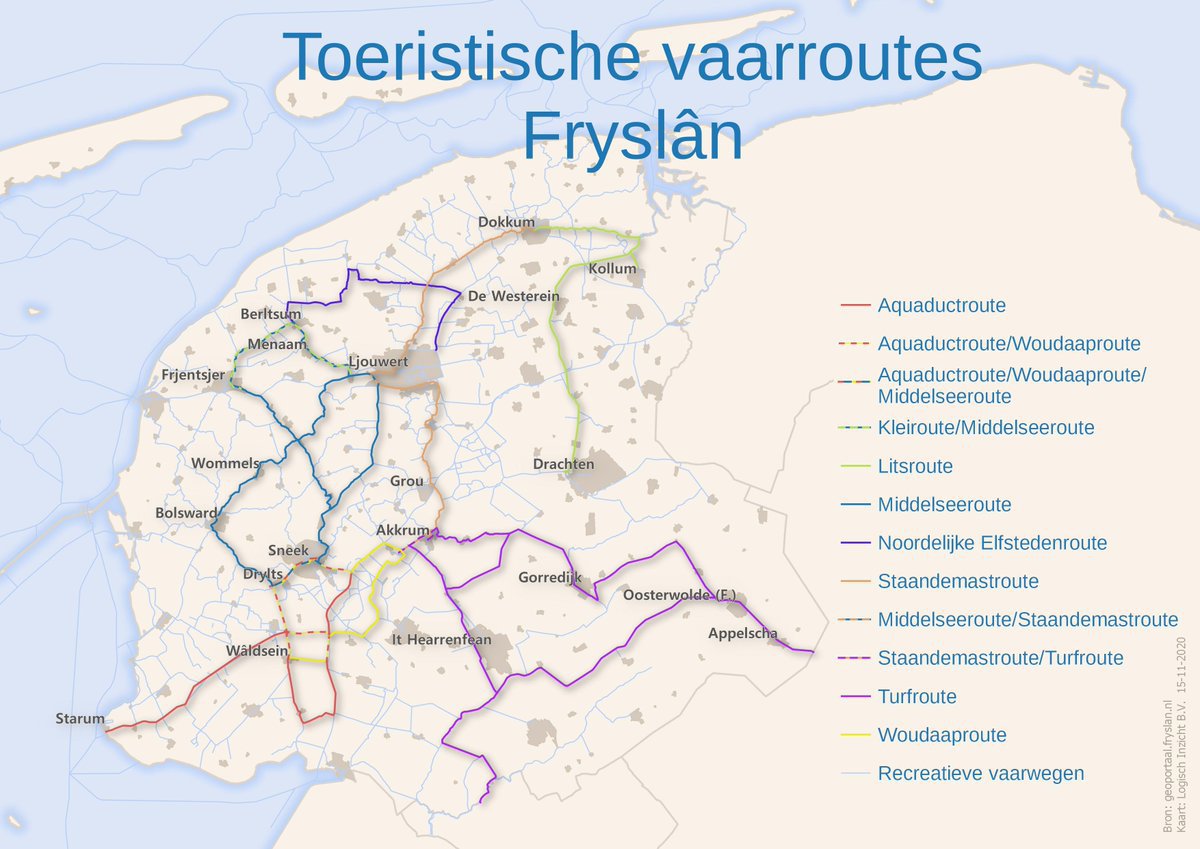 Toeristische vaarroutes
Fryslân
Dokkum
Kollum
De Westerein
Berltsum
Menaam
Ljouwert
Frjentsjer
Wommels
Drachten
Grou
Bolsward
Akkrum
Sneek
Drylts
Gorredijk
Oosterwolde (F.)
Appelscha
It Hearrenfean
Wâldsein
Starum
Aquaductroute
Aquaductroute/Woudaaproute
Aquaductroute/Woudaaproute/
Middelseeroute
Kleiroute/Middelseeroute
Litsroute
Middelseeroute
Noordelijke Elfstedenroute
Staandemastroute
Middelseeroute/Staandemastroute
Staandemastroute/Turfroute
Turfroute
Woudaaproute
Recreatieve vaarwegen
Bron: geoportaal.fryslan.nl
Kaart: Logisch Inzicht B.V. 15-11-2020